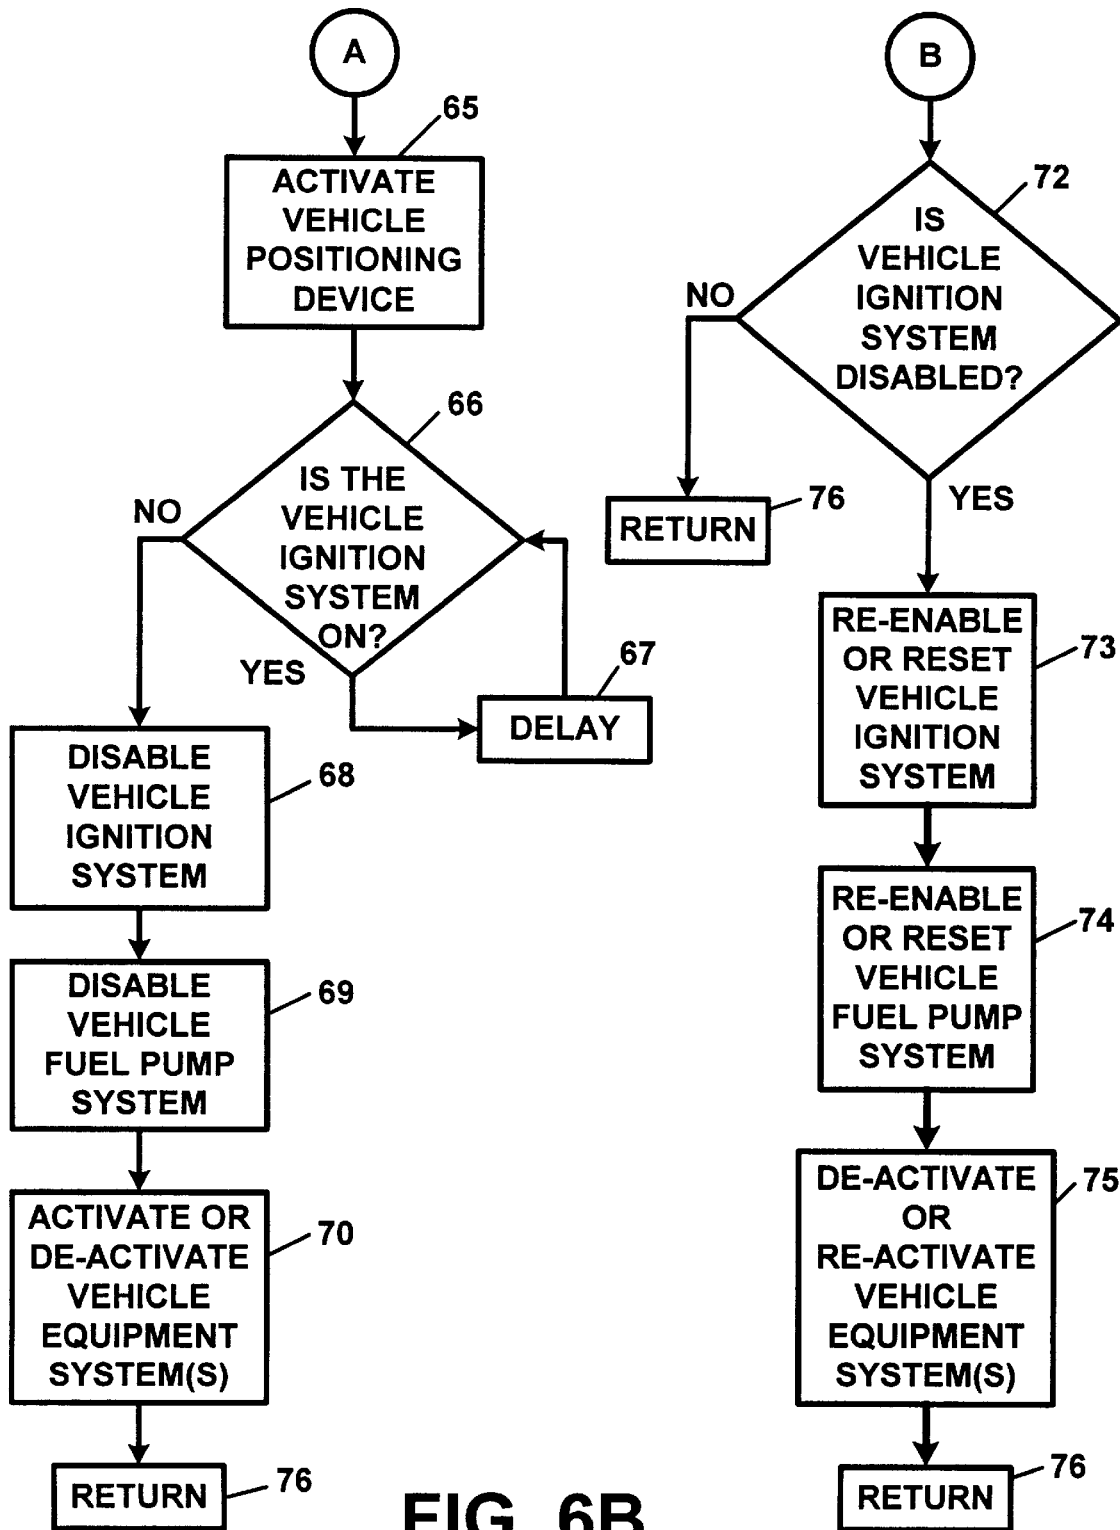 A
65
ACTIVATE
VEHICLE
POSITIONING
DEVICE
66
IS THE
VEHICLE
IGNITION
SYSTEM
ON?
NO
YES
67
DELAY
DISABLE
VEHICLE
IGNITION
SYSTEM
68
DISABLE
VEHICLE
FUEL PUMP
SYSTEM
69
ACTIVATE OR
DE-ACTIVATE
VEHICLE
EQUIPMENT
SYSTEM(S)
70
RETURN
76
B
72
IS
VEHICLE
IGNITION
SYSTEM
DISABLED?
NO
YES
76
RETURN
RE-ENABLE
OR RESET
VEHICLE
IGNITION
SYSTEM
73
RE-ENABLE
OR RESET
VEHICLE
FUEL PUMP
SYSTEM
74
DE-ACTIVATE
OR
RE-ACTIVATE
VEHICLE
EQUIPMENT
SYSTEM(S)
75
RETURN
76
FIG. 6B